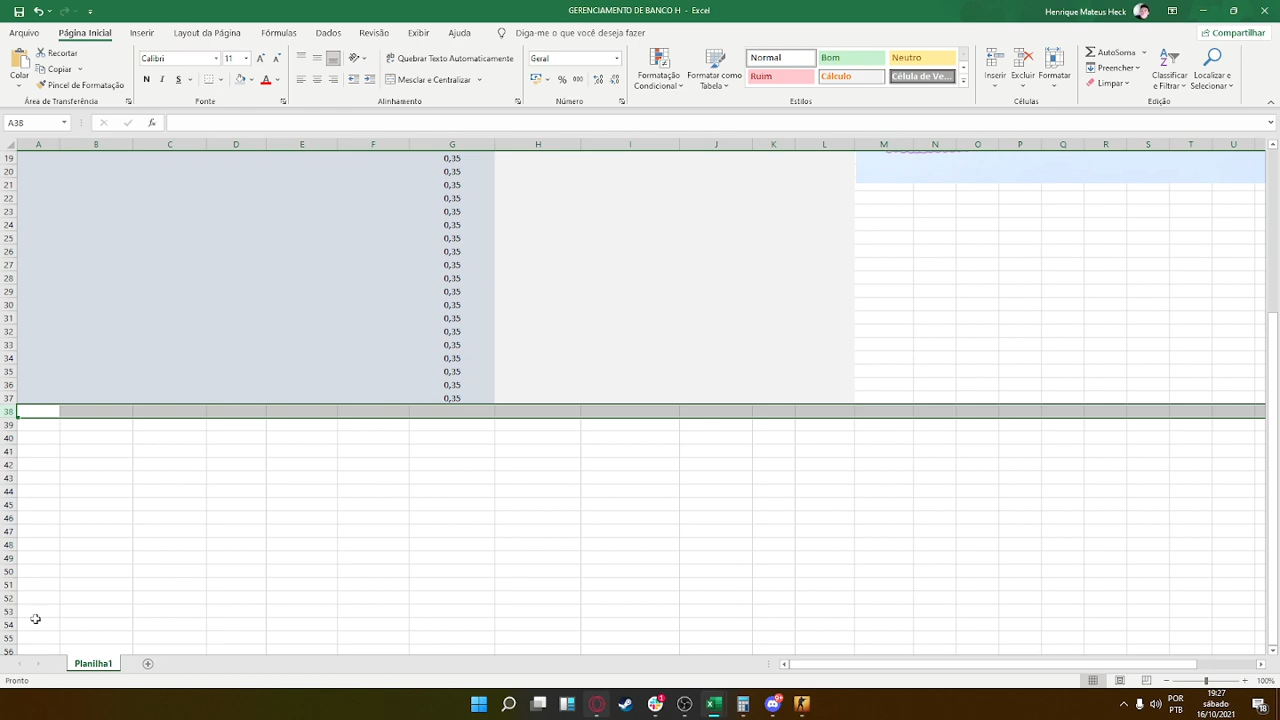 GERENCIAMENTO DE BANCO H - Excel
Henrique Mateus Heck
Arquivo Página Inicial Inserir Layout da Página Fórmulas Dados Revisão Exibir Ajuda Diga-me o que você deseja fazer Compartilhar
Colar
Recortar
Copiar
Pincel de Formatação
Área de Transferência
Calibri 11
N I S
Fonte
Quebrar Texto Automaticamente
Mesclar e Centralizar
Alinhamento
Geral
% 000
Número
Formatação Condicional
Formatar como Tabela
Normal Bom Neutro
Ruim Cálculo Célula de Ve...
Estilos
Inserir Excluir Formatar
Células
AutoSoma
Preencher
Limpar
Classificar e Filtrar
Localizar e Selecionar
Edição
A38 fx
A B C D E F G H I J K L M N O P Q R S T U
19 0,35
20 0,35
21 0,35
22 0,35
23 0,35
24 0,35
25 0,35
26 0,35
27 0,35
28 0,35
29 0,35
30 0,35
31 0,35
32 0,35
33 0,35
34 0,35
35 0,35
36 0,35
37 0,35
38
39
40
41
42
43
44
45
46
47
48
49
50
51
52
53
54
55
56
Planilha1
Pronto
100%
POR
PTB
19:27
sábado
16/10/2021